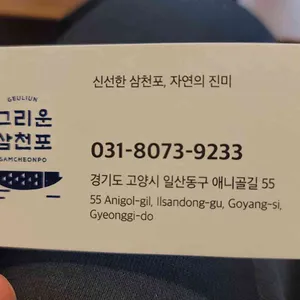 GEULIUN
그리운
삼천포
SAMCHEONPO
신선한 삼천포, 자연의 진미
031-8073-9233
경기도 고양시 일산동구 애니골길 55
55 Anigol-gil, Ilsandong-gu, Goyang-si,
Gyeonggi-do